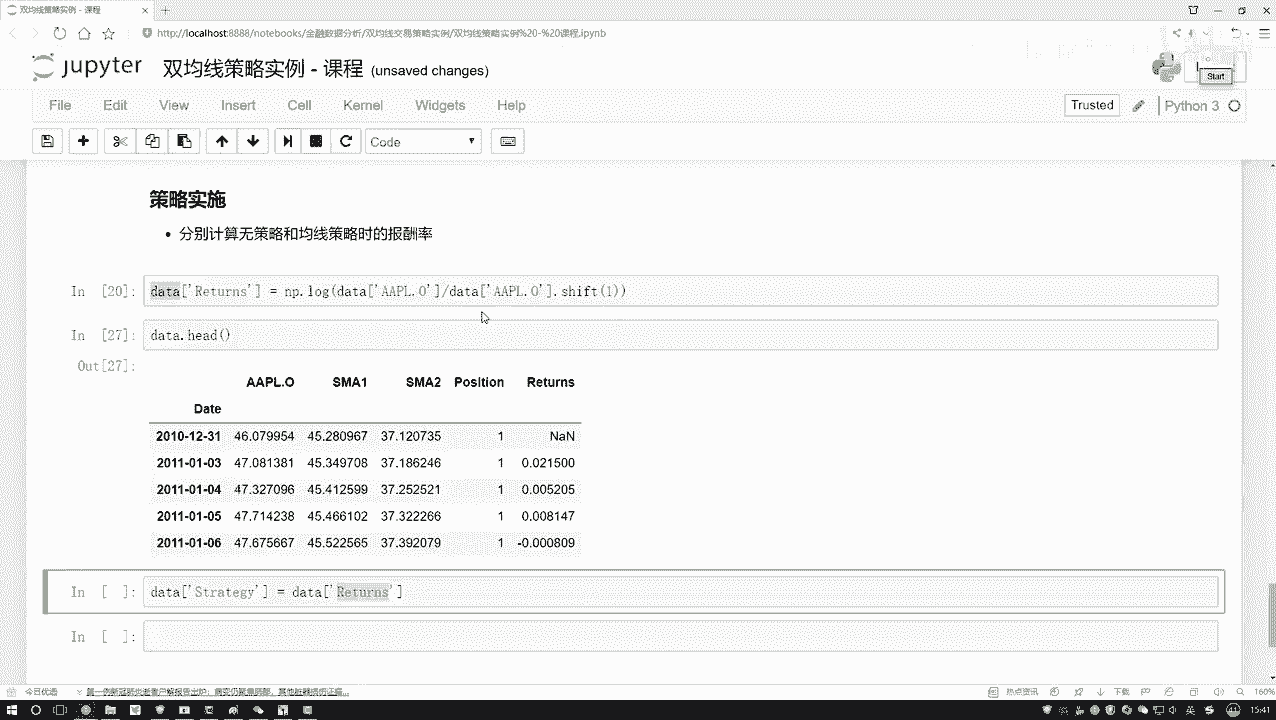 双均线策略实例 - 课程
http://localhost:8888/notebooks/金融数据分析/双均线交易策略实例/双均线策略实例%20-%20课程.ipynb
jupyter 双均线策略实例 - 课程 (unsaved changes)
Start
File Edit View Insert Cell Kernel Widgets Help
Trusted Python 3
Code
策略实施
• 分别计算无策略和均线策略时的报酬率
In [20]: data['Returns'] = np.log(data['AAPL.O']/data['AAPL.O'].shift(1))
In [27]: data.head()
Out[27]:
AAPL.O SMA1 SMA2 Position Returns
Date
2010-12-31 46.079954 45.280967 37.120735 1 NaN
2011-01-03 47.081381 45.349708 37.186246 1 0.021500
2011-01-04 47.327096 45.412599 37.252521 1 0.005205
2011-01-05 47.714238 45.466102 37.322266 1 0.008147
2011-01-06 47.675667 45.522565 37.392079 1 -0.000809
In [ ]: data['Strategy'] = data['Returns']
In [ ]:
今日优选
热点资讯 下载 160%
英 15:41